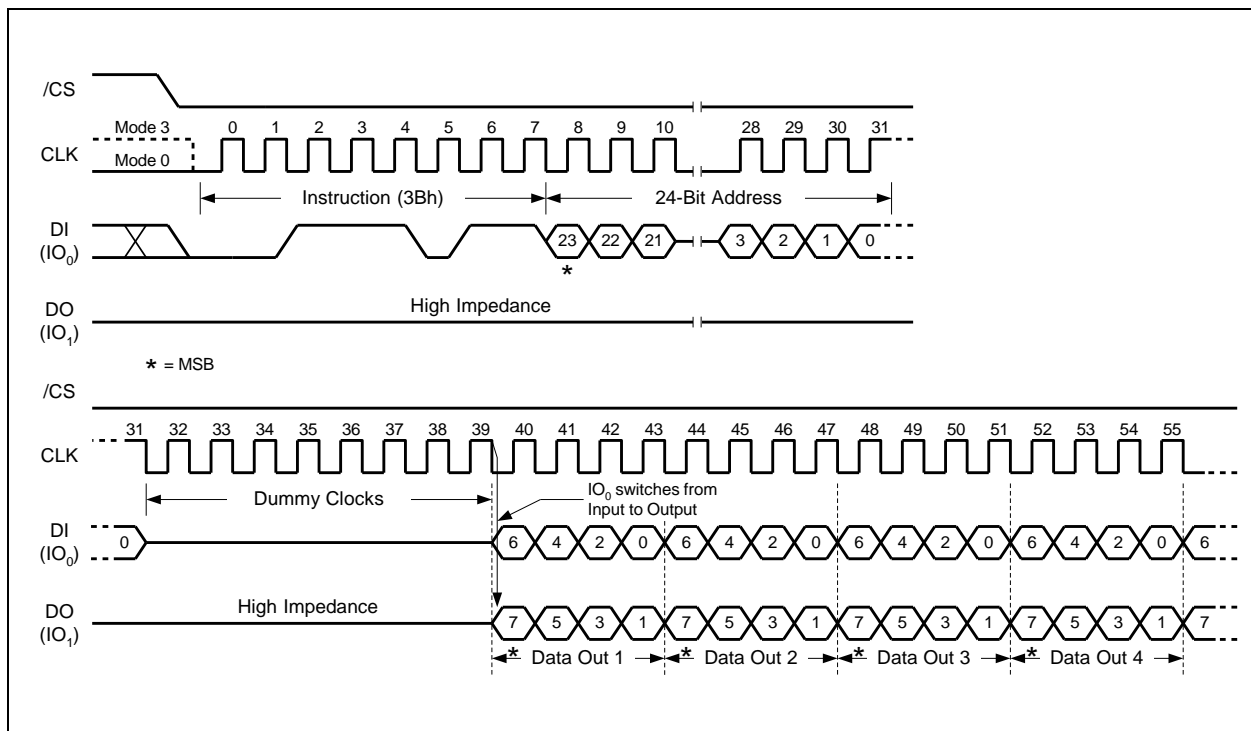 /CS
Mode 3 0 1 2 3 4 5 6 7 8 9 10 28 29 30 31
CLK
Mode 0
Instruction (3Bh) 24-Bit Address
DI
(IO0) 23 22 21 3 2 1 0
*
DO
(IO1)
High Impedance
* = MSB
/CS
31 32 33 34 35 36 37 38 39 40 41 42 43 44 45 46 47 48 49 50 51 52 53 54 55
CLK
Dummy Clocks
IO0 switches from
Input to Output
DI
(IO0)
0 6 4 2 0 6 4 2 0 6 4 2 0 6 4 2 0 6
DO
(IO1)
High Impedance
7 5 3 1 7 5 3 1 7 5 3 1 7 5 3 1 7
* Data Out 1 * Data Out 2 * Data Out 3 * Data Out 4